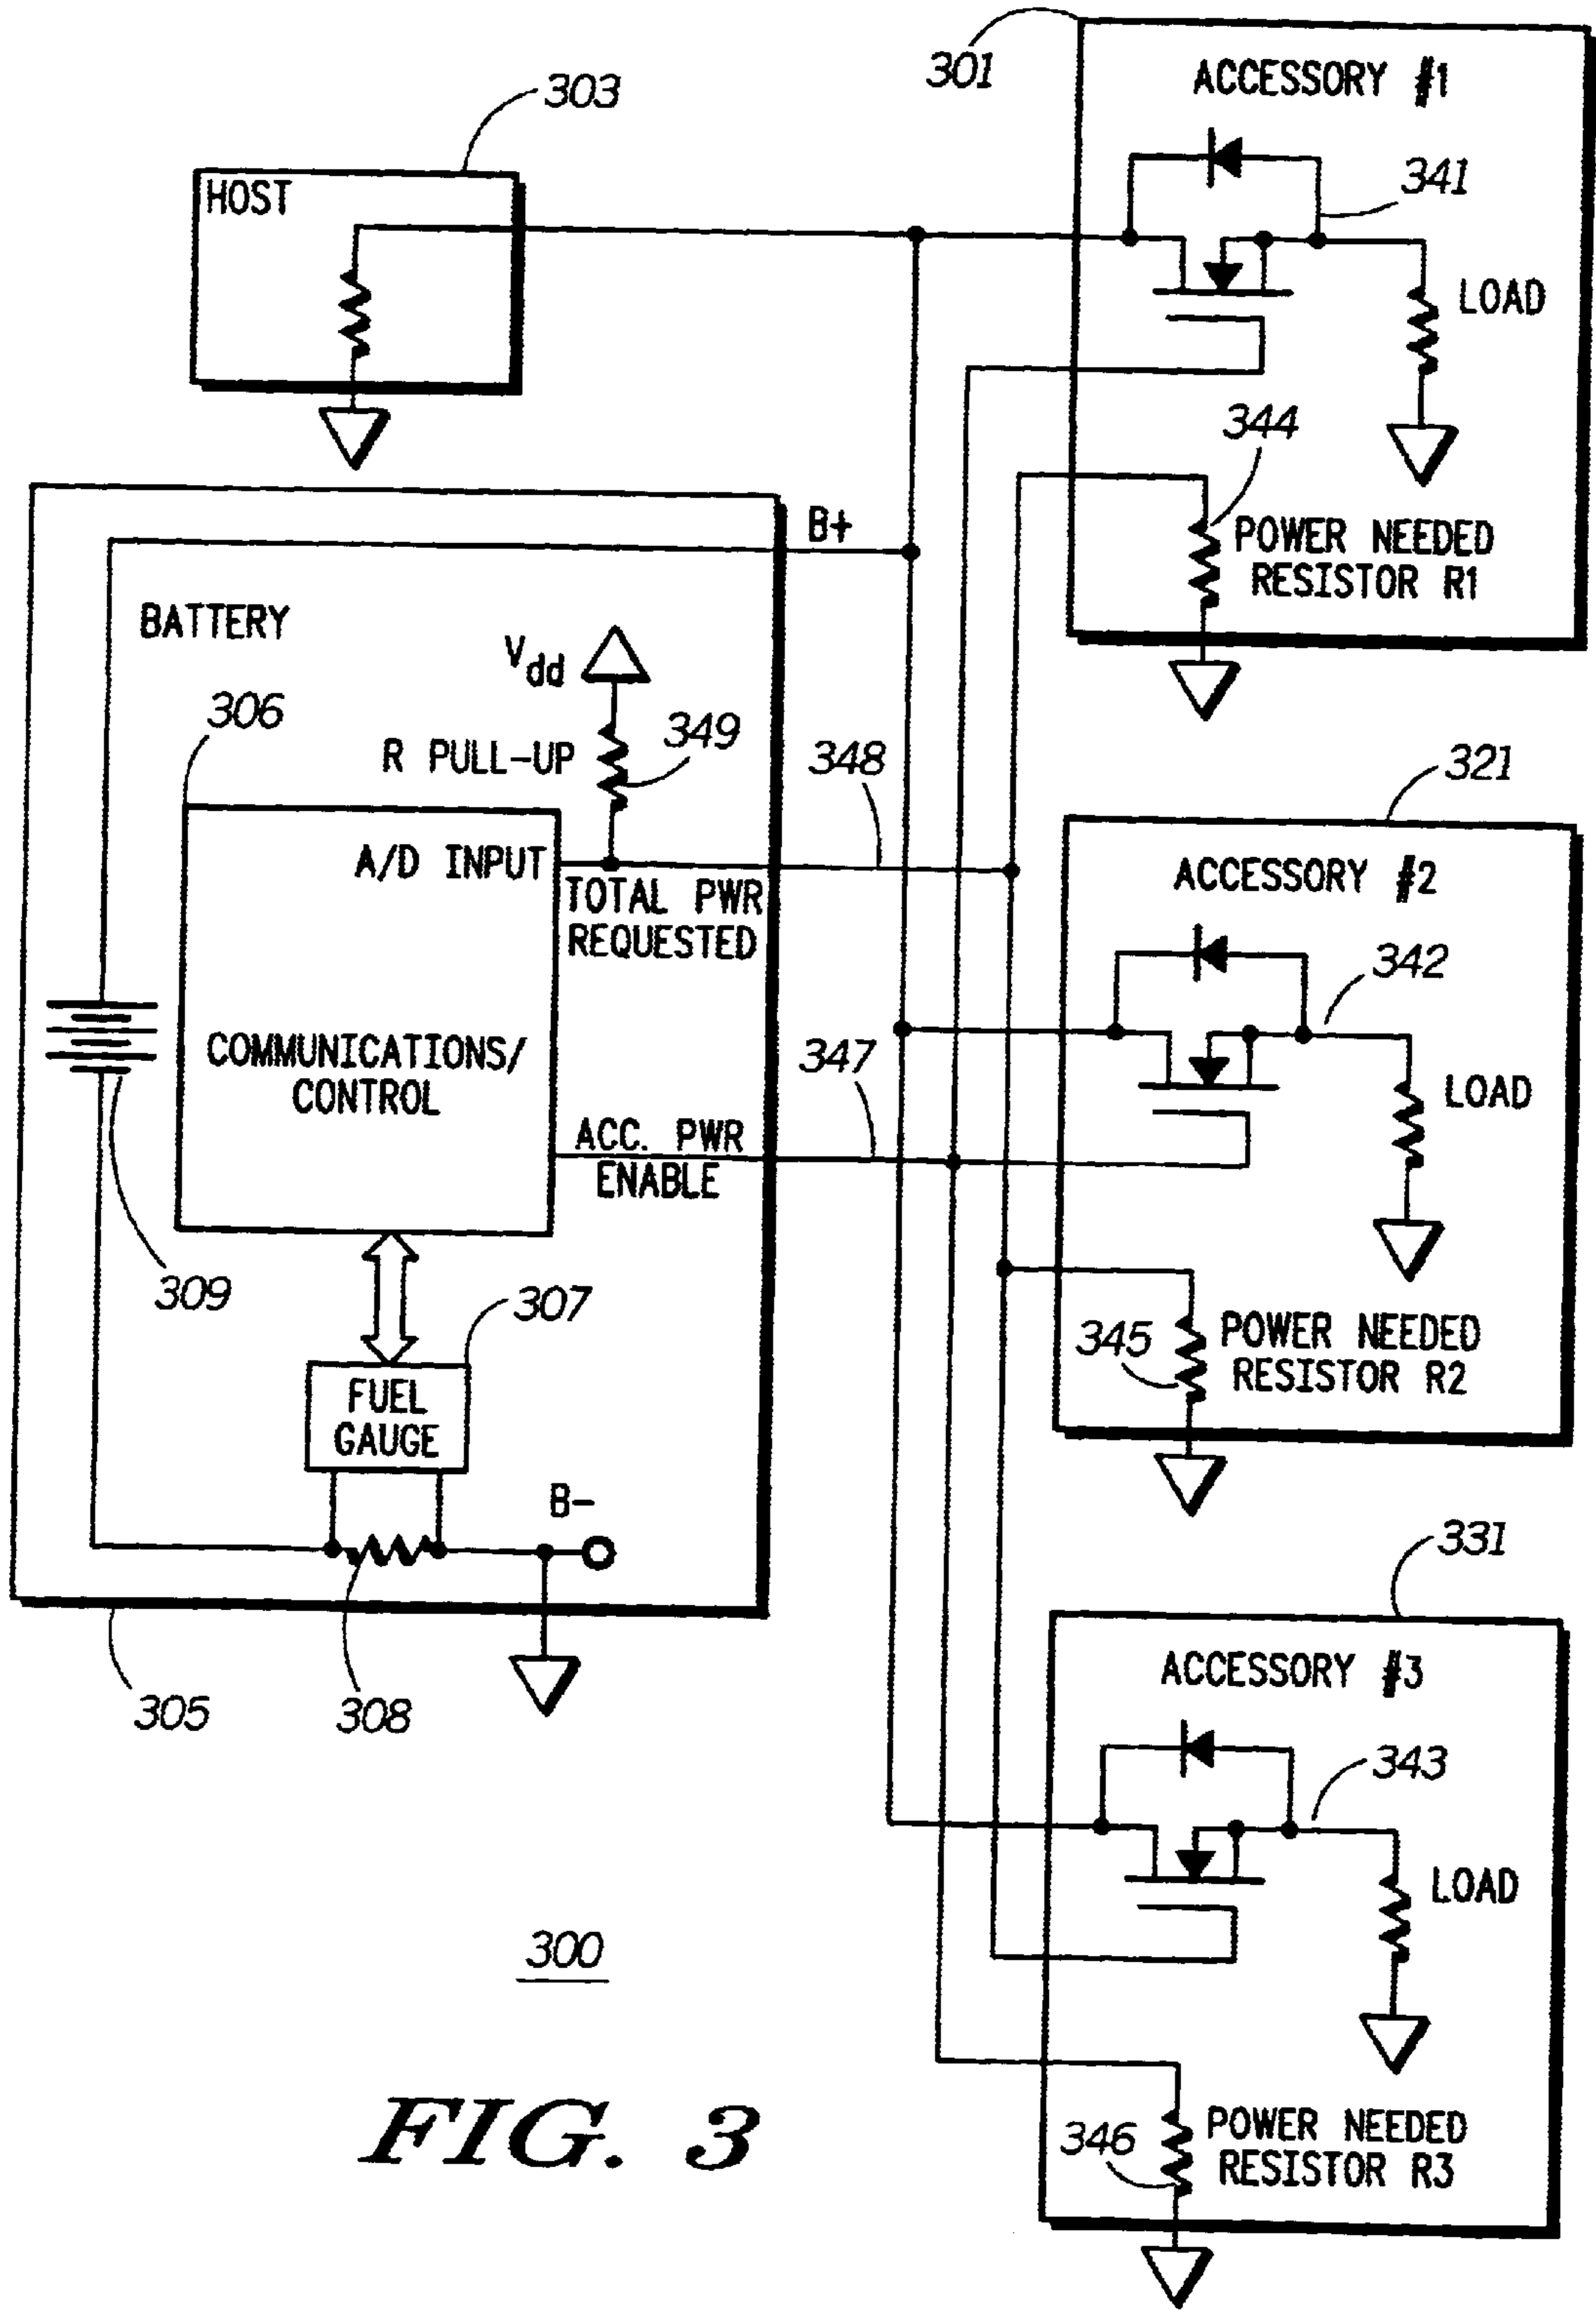 301
ACCESSORY #1
303
HOST
341
LOAD
344
POWER NEEDED
RESISTOR R1
B+
BATTERY
Vdd
306
R PULL-UP
349
348
321
A/D INPUT
TOTAL PWR
REQUESTED
ACCESSORY #2
342
COMMUNICATIONS/
CONTROL
347
LOAD
ACC. PWR
ENABLE
309
307
345
POWER NEEDED
RESISTOR R2
FUEL
GAUGE
B-
331
305
308
ACCESSORY #3
343
LOAD
300
346
POWER NEEDED
RESISTOR R3
FIG. 3